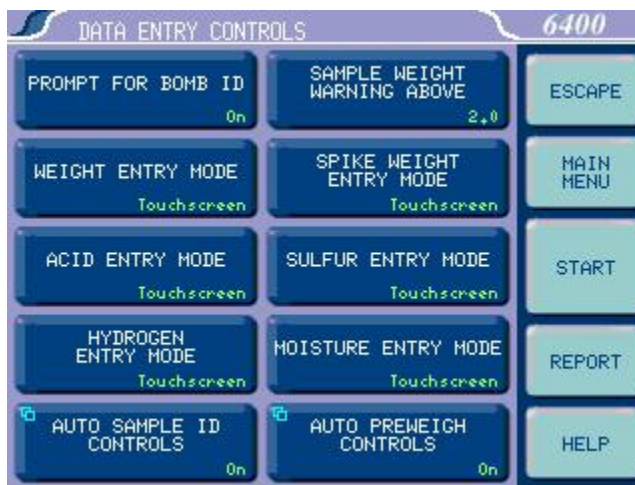 DATA ENTRY CONTROLS
6400
PROMPT FOR BOMB ID
On
SAMPLE WEIGHT
WARNING ABOVE
2.0
ESCAPE
WEIGHT ENTRY MODE
Touchscreen
SPIKE WEIGHT
ENTRY MODE
Touchscreen
MAIN
MENU
ACID ENTRY MODE
Touchscreen
SULFUR ENTRY MODE
Touchscreen
START
HYDROGEN
ENTRY MODE
Touchscreen
MOISTURE ENTRY MODE
Touchscreen
REPORT
AUTO SAMPLE ID
CONTROLS
On
AUTO PREWEIGH
CONTROLS
On
HELP